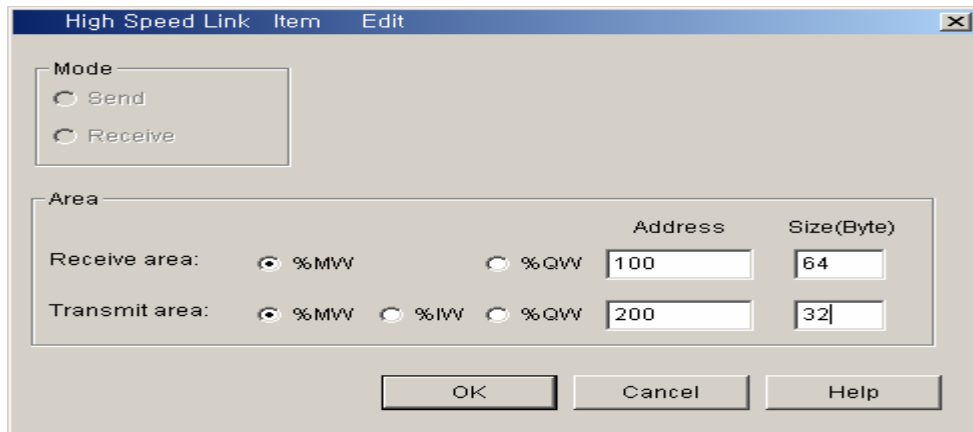 High Speed Link Item Edit
Mode
Send
Receive
Area
Address Size(Byte)
Receive area: %MW %QW 100 64
Transmit area: %MW %IW %QW 200 32
OK Cancel Help